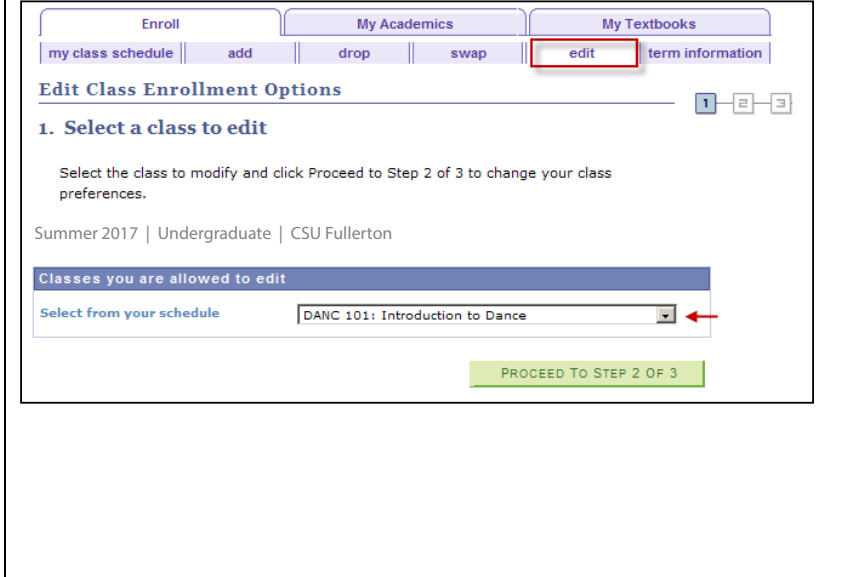 Enroll My Academics My Textbooks
my class schedule add drop swap edit term information
Edit Class Enrollment Options
1 2 3
1. Select a class to edit
Select the class to modify and click Proceed to Step 2 of 3 to change your class
preferences.
Summer 2017 | Undergraduate | CSU Fullerton
Classes you are allowed to edit
Select from your schedule DANC 101: Introduction to Dance
PROCEED TO STEP 2 OF 3